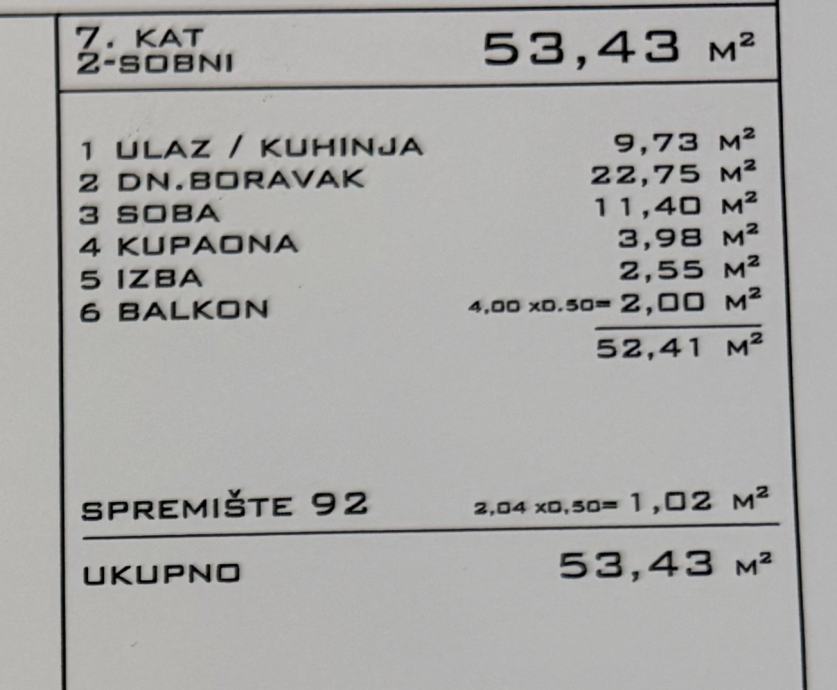 7. KAT
2-SOBNI 53,43 M²
1 ULAZ / KUHINJA 9,73 M²
2 DN.BORAVAK 22,75 M²
3 SOBA 11,40 M²
4 KUPAONA 3,98 M²
5 IZBA 2,55 M²
6 BALKON 4,00 x0.50= 2,00 M²
52,41 M²
SPREMIŠTE 92 2,04 x0,50= 1,02 M²
UKUPNO 53,43 M²